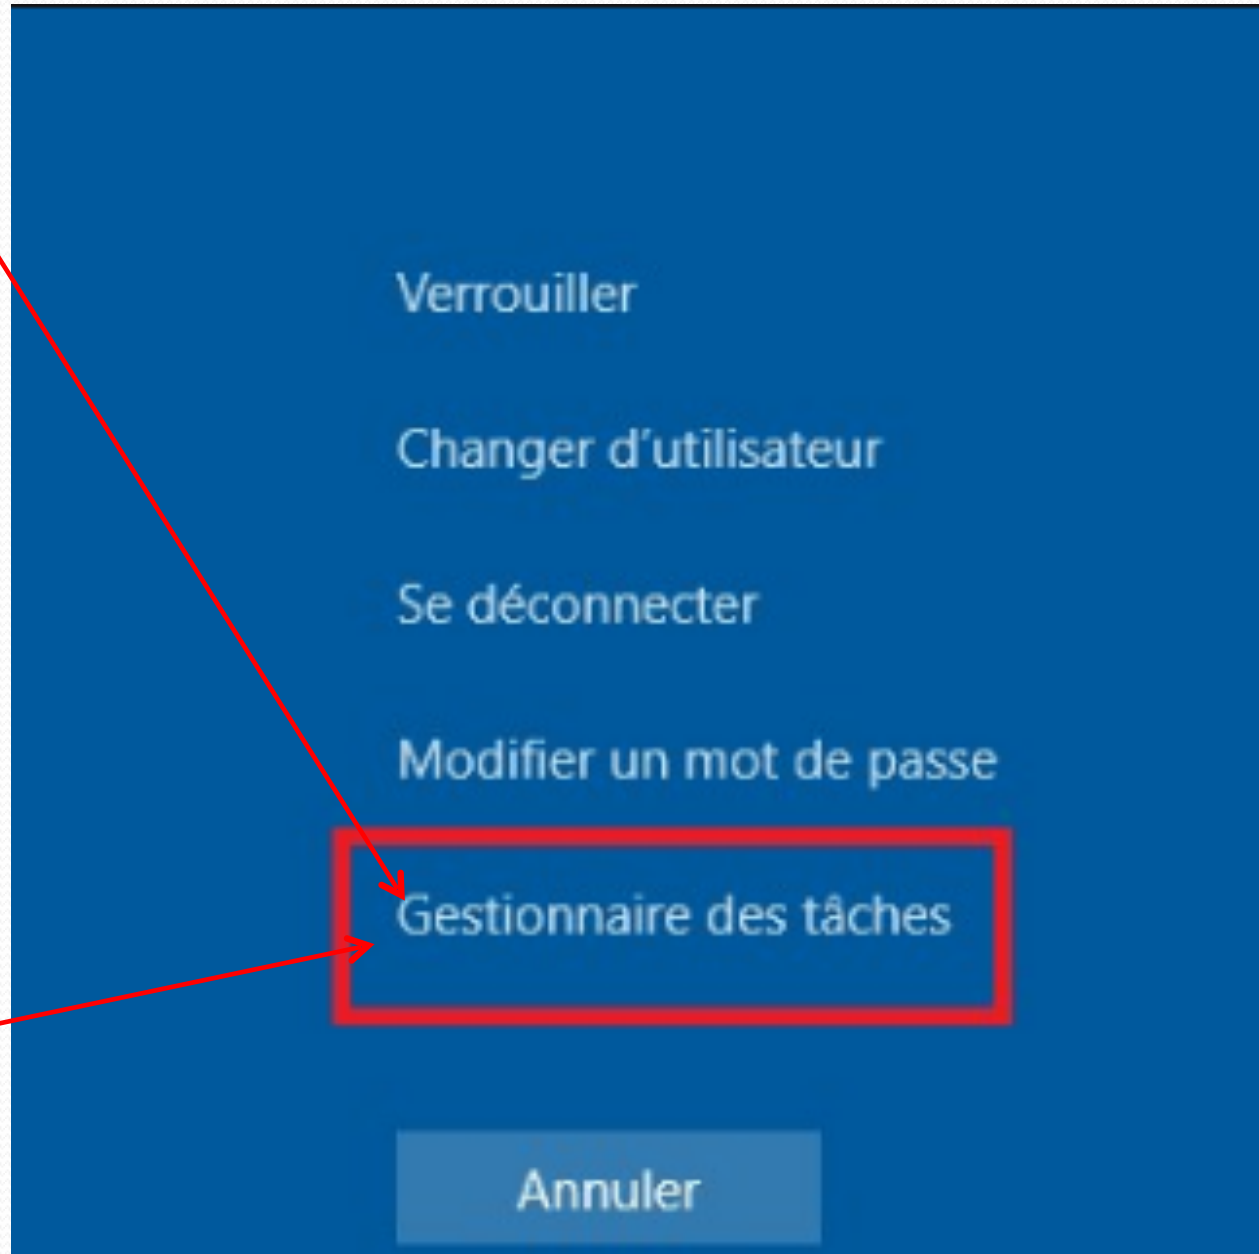 Verrouiller
Changer d'utilisateur
Se déconnecter
Modifier un mot de passe
Gestionnaire des tâches
Annuler